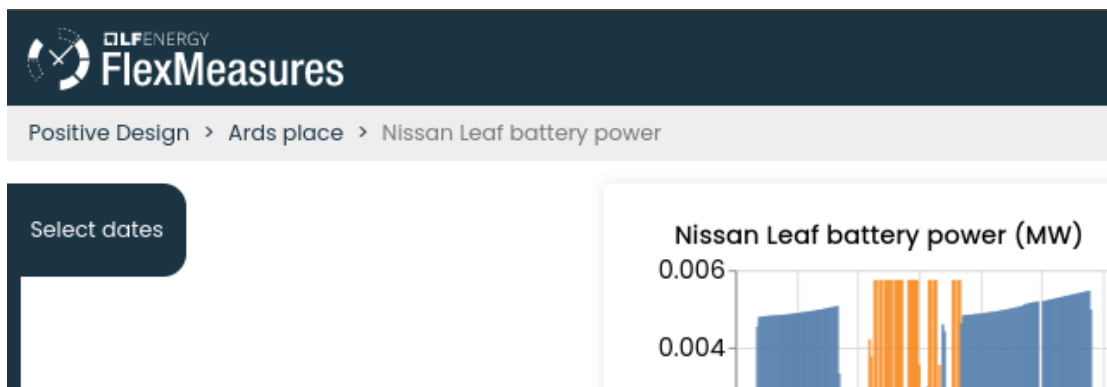 LFENERGY
FlexMeasures
Positive Design > Ards place > Nissan Leaf battery power
Select dates
Nissan Leaf battery power (MW)
0.006
0.004